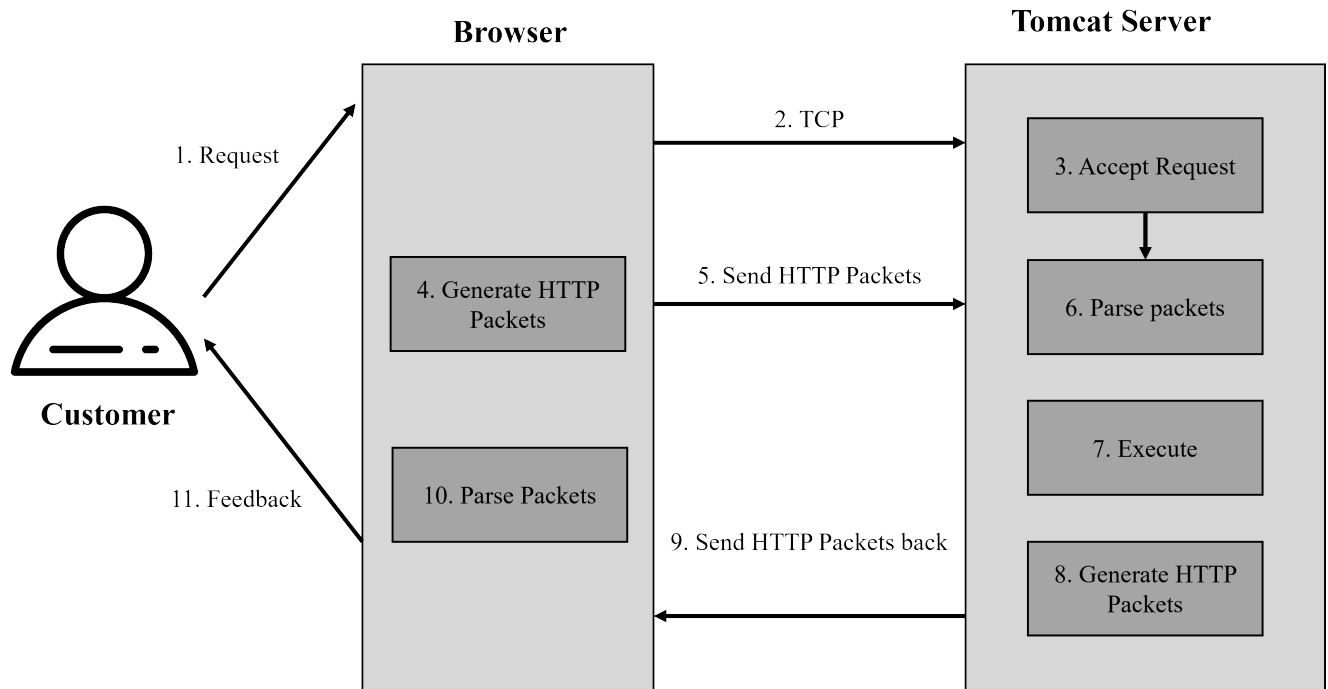 Browser
Tomcat Server
1. Request
2. TCP
3. Accept Request
4. Generate HTTP
Packets
5. Send HTTP Packets
6. Parse packets
Customer
7. Execute
11. Feedback
10. Parse Packets
9. Send HTTP Packets back
8. Generate HTTP
Packets